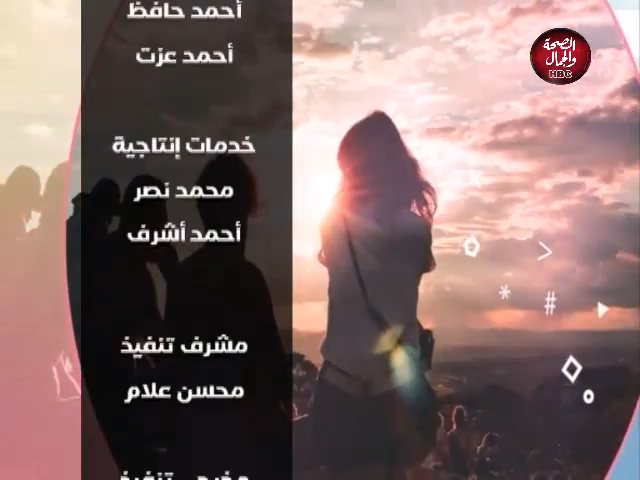 أحمد حافظ
أحمد عزت
خدمات إنتاجية
محمد نصر
أحمد أشرف
مشرف تنفيذ
محسن علام
الصحة
والجمال
HBC